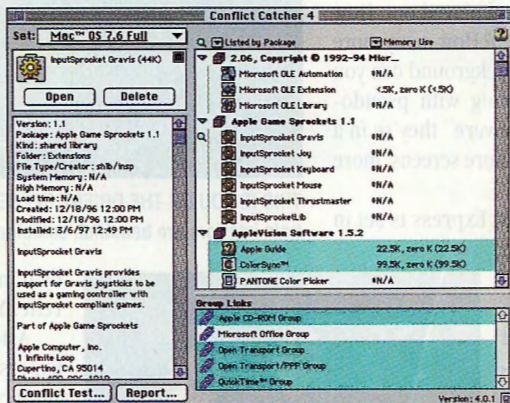 Conflict Catcher 4
Set: Mac™ OS 7.6 Full
InputSprocket Gravis (44K)
Open
Delete
Version: 1.1
Package: Apple Game Sprockets 1.1
Kind: shared library
Folder: Extensions
File Type/Creator: shlb/insp
System Memory: N/A
High Memory: N/A
Load time: N/A
Created: 12/18/96 12:00 PM
Modified: 12/18/96 12:00 PM
Installed: 3/6/97 12:49 PM
InputSprocket Gravis
InputSprocket Gravis provides
support for Gravis joysticks to be
used as a gaming controller with
InputSprocket compliant games.
Part of Apple Game Sprockets
Apple Computer, Inc.
1 Infinite Loop
Cupertino, CA 95014
Conflict Test...
Report...
Listed by Package
Memory Use
2.06, Copyright © 1992-94 Micr...
Microsoft OLE Automation *N/A
Microsoft OLE Extension <.5K, zero K (<.5K)
Microsoft OLE Library *N/A
Apple Game Sprockets 1.1
InputSprocket Gravis *N/A
InputSprocket Joy *N/A
InputSprocket Keyboard *N/A
InputSprocket Mouse *N/A
InputSprocket Thrustmaster *N/A
InputSprocketLib *N/A
AppleVision Software 1.5.2
Apple Guide 22.5K, zero K (22.5K)
ColorSync™ 99.5K, zero K (99.5K)
PANTONE Color Picker *N/A
Group Links
Apple CD-ROM Group
Microsoft Office Group
Open Transport Group
Open Transport/PPP Group
QuickTime™ Group
Version: 4.0.1